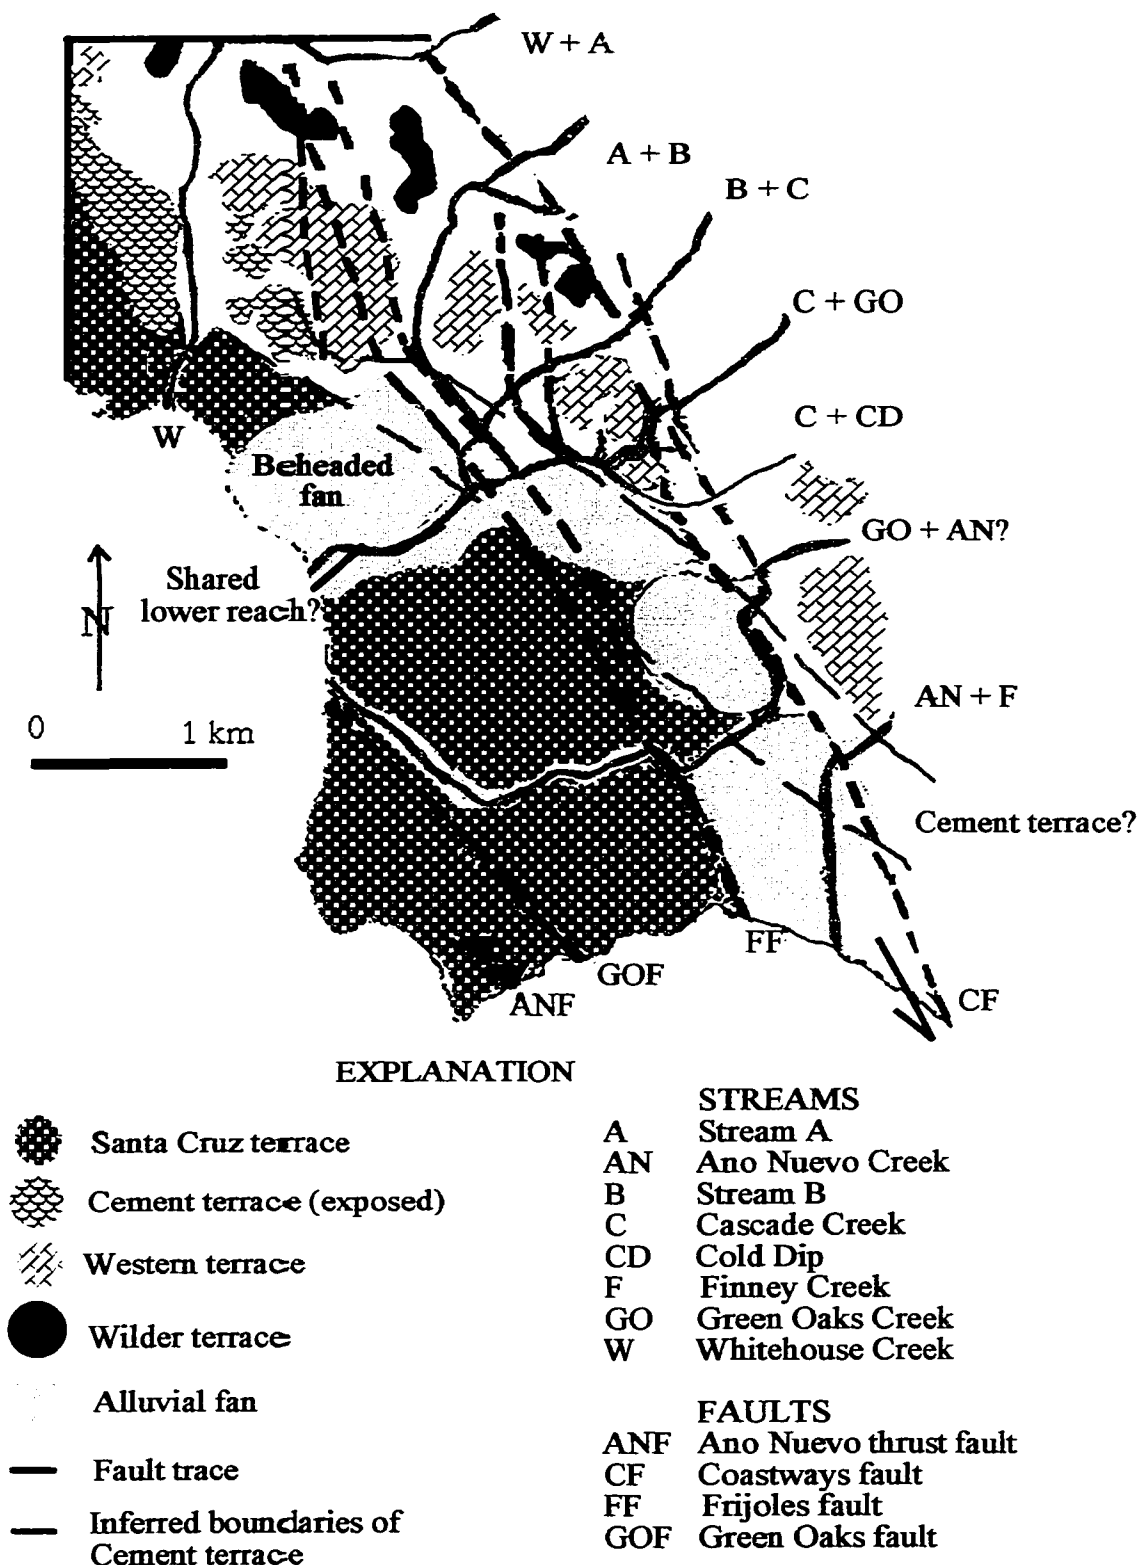 W + A
A + B
B + C
C + GO
C + CD
W
Beheaded
fan
GO + AN?
Shared
lower reach?
N
AN + F
0 1 km
Cement terrace?
FF
GOF
CF
ANF
EXPLANATION
Santa Cruz terrace
Cement terrace (exposed)
Western terrace
Wilder terrace
Alluvial fan
Fault trace
Inferred boundaries of
Cement terrace
STREAMS
A Stream A
AN Ano Nuevo Creek
B Stream B
C Cascade Creek
CD Cold Dip
F Finney Creek
GO Green Oaks Creek
W Whitehouse Creek
FAULTS
ANF Ano Nuevo thrust fault
CF Coastways fault
FF Frijoles fault
GOF Green Oaks fault